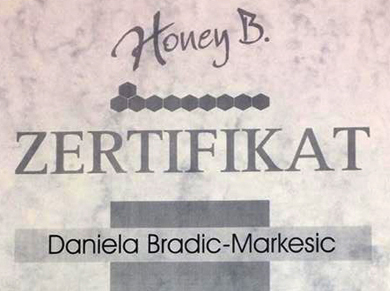 Honey B.
ZERTIFIKAT
Daniela Bradic-Markesic